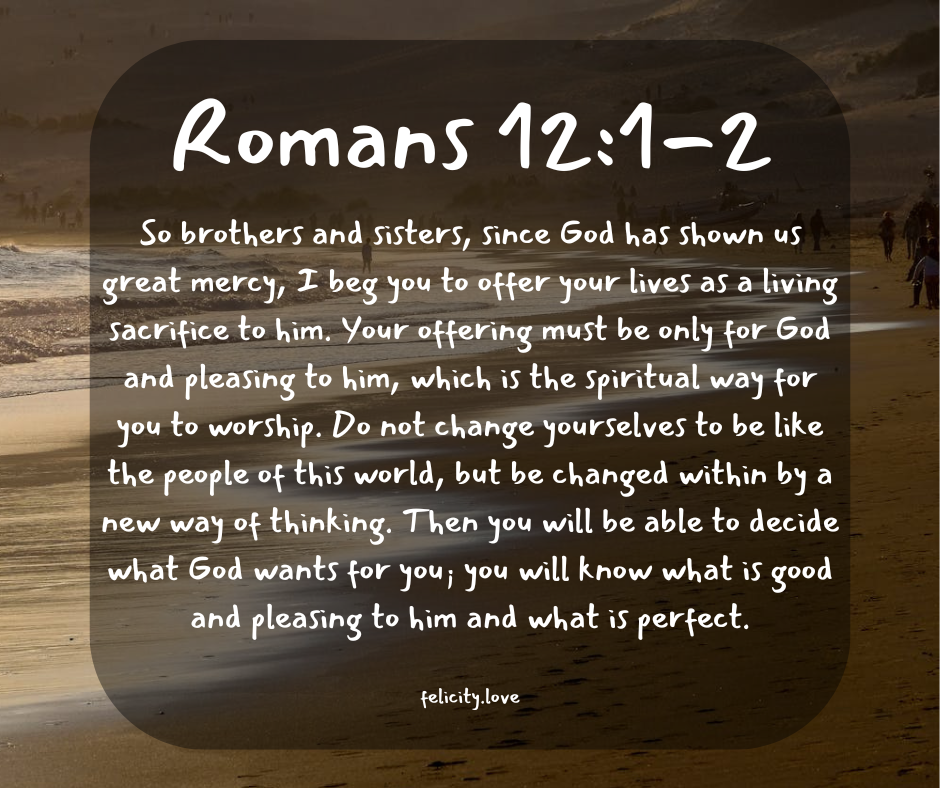 Romans 12:1-2
So brothers and sisters, since God has shown us
great mercy, I beg you to offer your lives as a living
sacrifice to him. Your offering must be only for God
and pleasing to him, which is the spiritual way for
you to worship. Do not change yourselves to be like
the people of this world, but be changed within by a
new way of thinking. Then you will be able to decide
what God wants for you; you will know what is good
and pleasing to him and what is perfect.
felicity.love